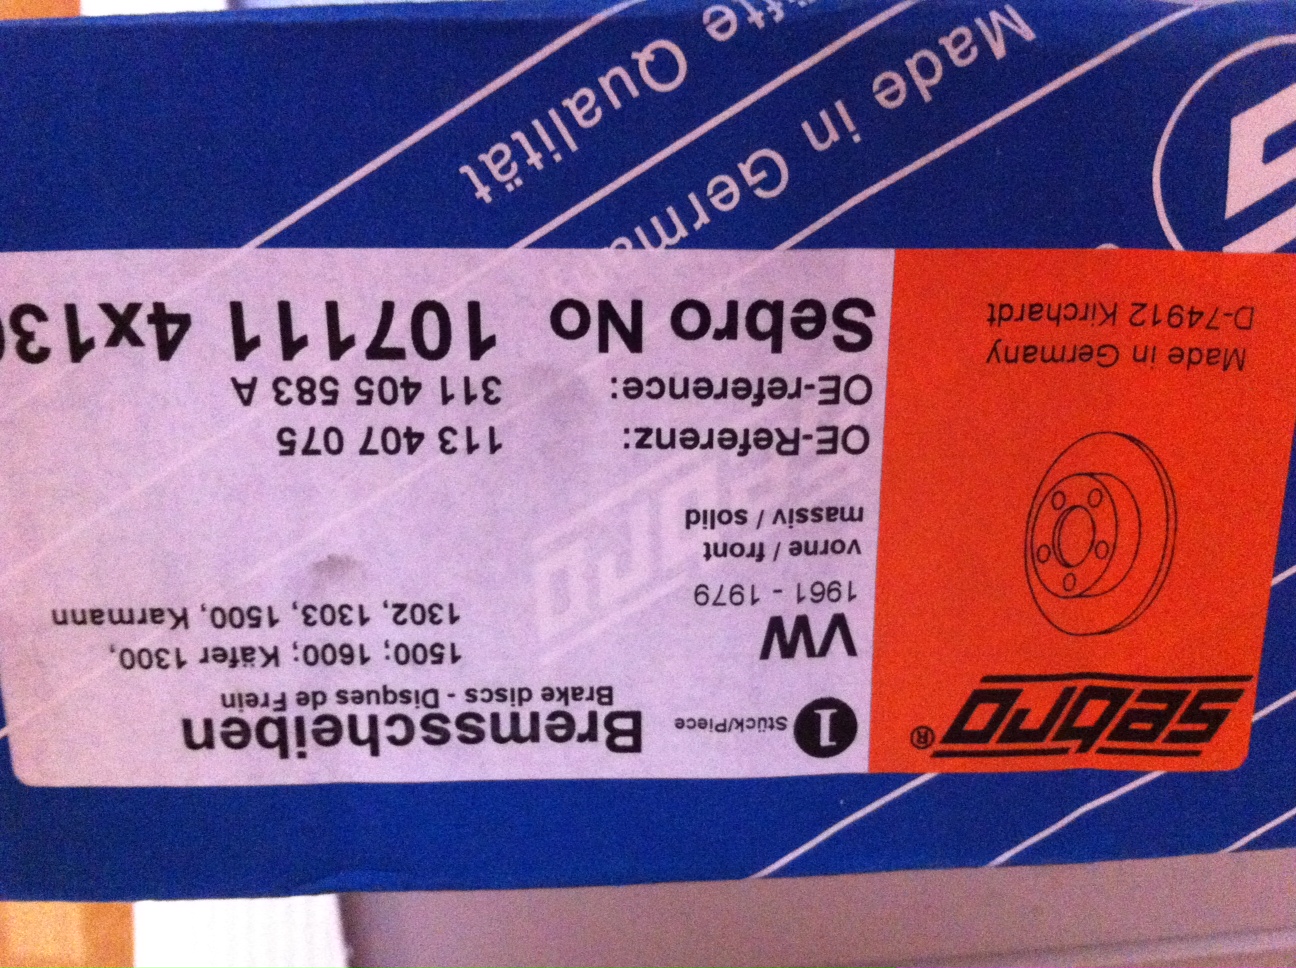 sebro®
Made in Germany
D-74912 Kirchardt
1 Stück/Piece
Bremsscheiben
Brake discs - Disques de Frein
VW
1500; 1600; Käfer 1300,
1302, 1303, 1500, Karmann
1961 - 1979
vorne / front
massiv / solid
OE-Referenz: 113 407 075
OE-reference: 311 405 583 A
Sebro No 107111 4x13
Made in Germa
Qualität